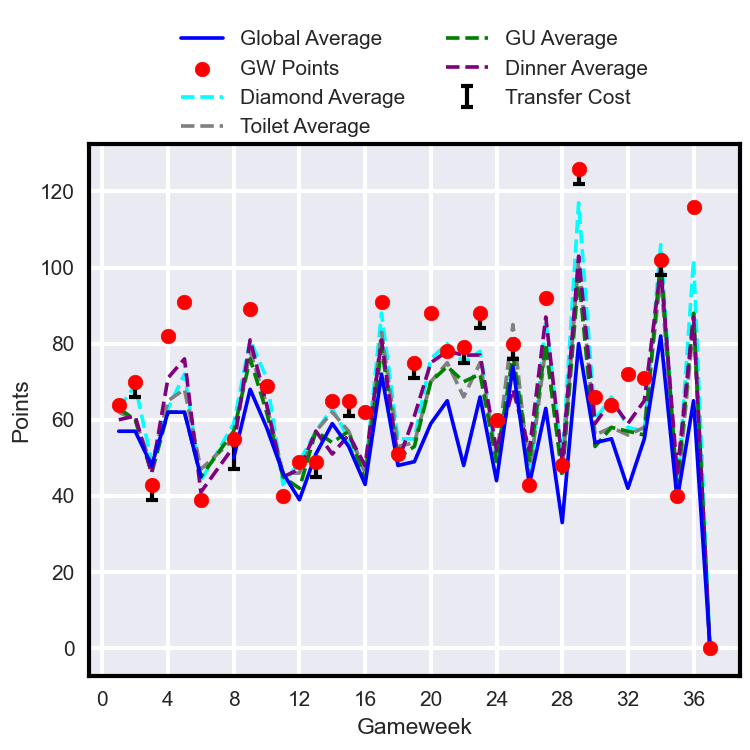 Global Average
GW Points
Diamond Average
Toilet Average
GU Average
Dinner Average
Transfer Cost
Points
120
100
80
60
40
20
0
0 4 8 12 16 20 24 28 32 36
Gameweek